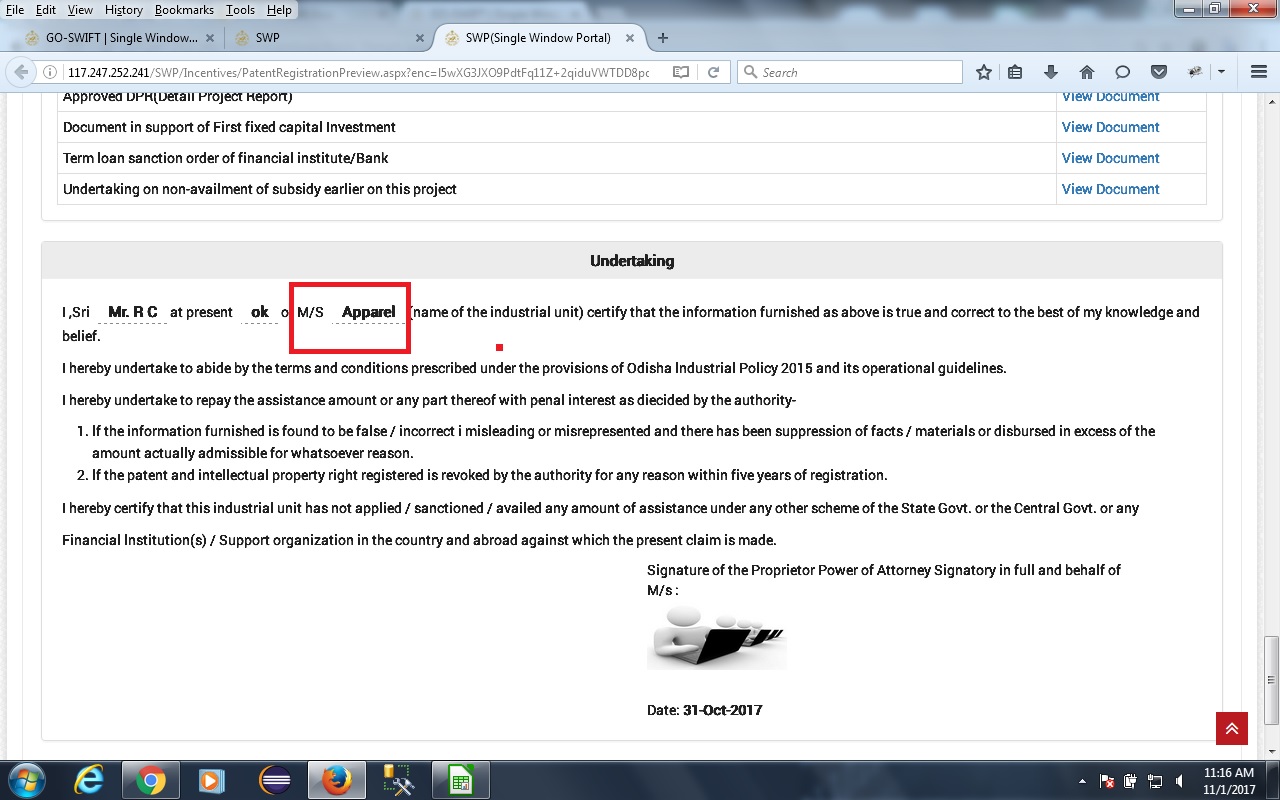 File Edit View History Bookmarks Tools Help
GO-SWIFT | Single Window... SWP SWP(Single Window Portal)
117.247.252.241/SWP/Incentives/PatentRegistrationPreview.aspx?enc=I5wXG3JXO9PdtFq11Z+2qiduVWTDD8pc Search
Approved DPR(Detail Project Report) View Document
Document in support of First fixed capital Investment View Document
Term loan sanction order of financial institute/Bank View Document
Undertaking on non-availment of subsidy earlier on this project View Document
Undertaking
I ,Sri Mr. R C at present ok o M/S Apparel (name of the industrial unit) certify that the information furnished as above is true and correct to the best of my knowledge and
belief.
I hereby undertake to abide by the terms and conditions prescribed under the provisions of Odisha Industrial Policy 2015 and its operational guidelines.
I hereby undertake to repay the assistance amount or any part thereof with penal interest as diecided by the authority-
1. If the information furnished is found to be false / incorrect i misleading or misrepresented and there has been suppression of facts / materials or disbursed in excess of the
amount actually admissible for whatsoever reason.
2. If the patent and intellectual property right registered is revoked by the authority for any reason within five years of registration.
I hereby certify that this industrial unit has not applied / sanctioned / availed any amount of assistance under any other scheme of the State Govt. or the Central Govt. or any
Financial Institution(s) / Support organization in the country and abroad against which the present claim is made.
Signature of the Proprietor Power of Attorney Signatory in full and behalf of
M/s :
Date: 31-Oct-2017
11:16 AM
11/1/2017